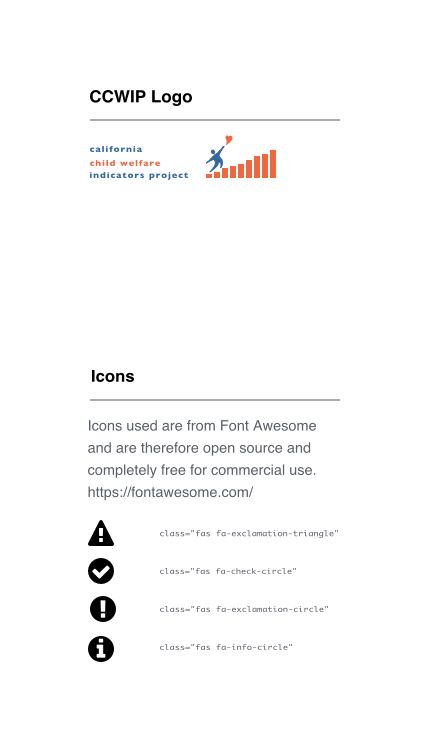 CCWIP Logo
california
child welfare
indicators project
Icons
Icons used are from Font Awesome
and are therefore open source and
completely free for commercial use.
https://fontawesome.com/
class="fas fa-exclamation-triangle"
class="fas fa-check-circle"
class="fas fa-exclamation-circle"
class="fas fa-info-circle"